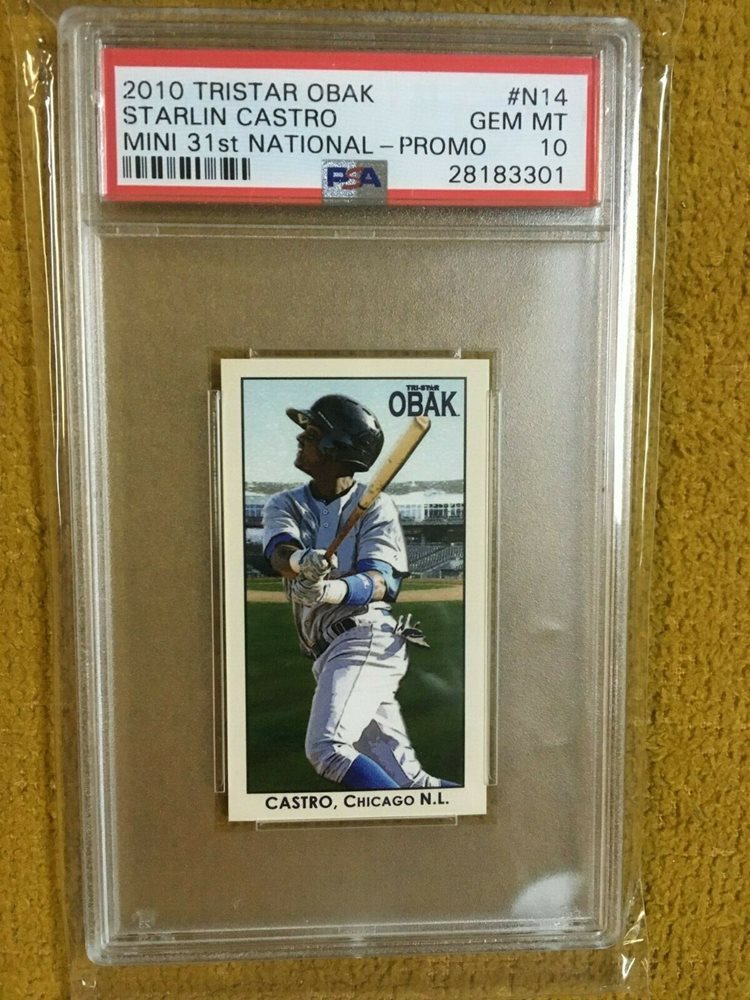 2010 TRISTAR OBAK #N14
STARLIN CASTRO GEM MT
MINI 31st NATIONAL-PROMO 10
PSA 28183301
TRI-STAR
OBAK
CASTRO, CHICAGO N.L.